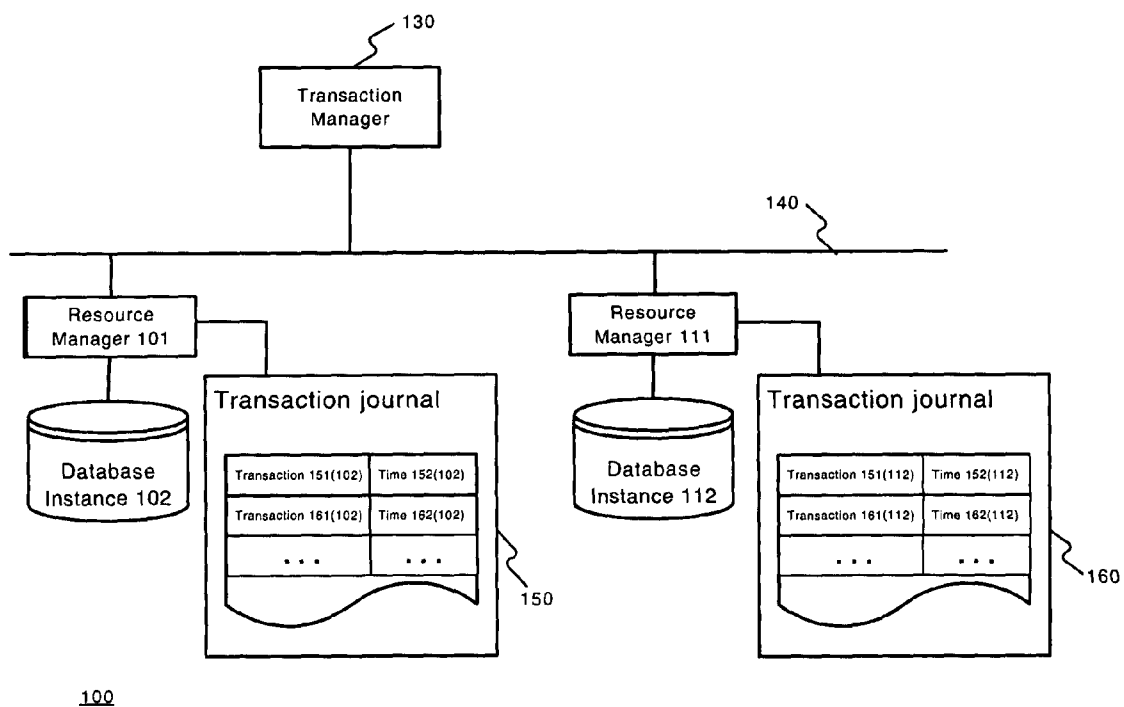 130
Transaction
Manager
140
Resource
Manager 101
Resource
Manager 111
Transaction journal
Transaction 151(102) Time 152(102)
Transaction 161(102) Time 162(102)
... ...
Database
Instance 102
150
Transaction journal
Transaction 151(112) Time 152(112)
Transaction 161(112) Time 162(112)
... ...
Database
Instance 112
160
100